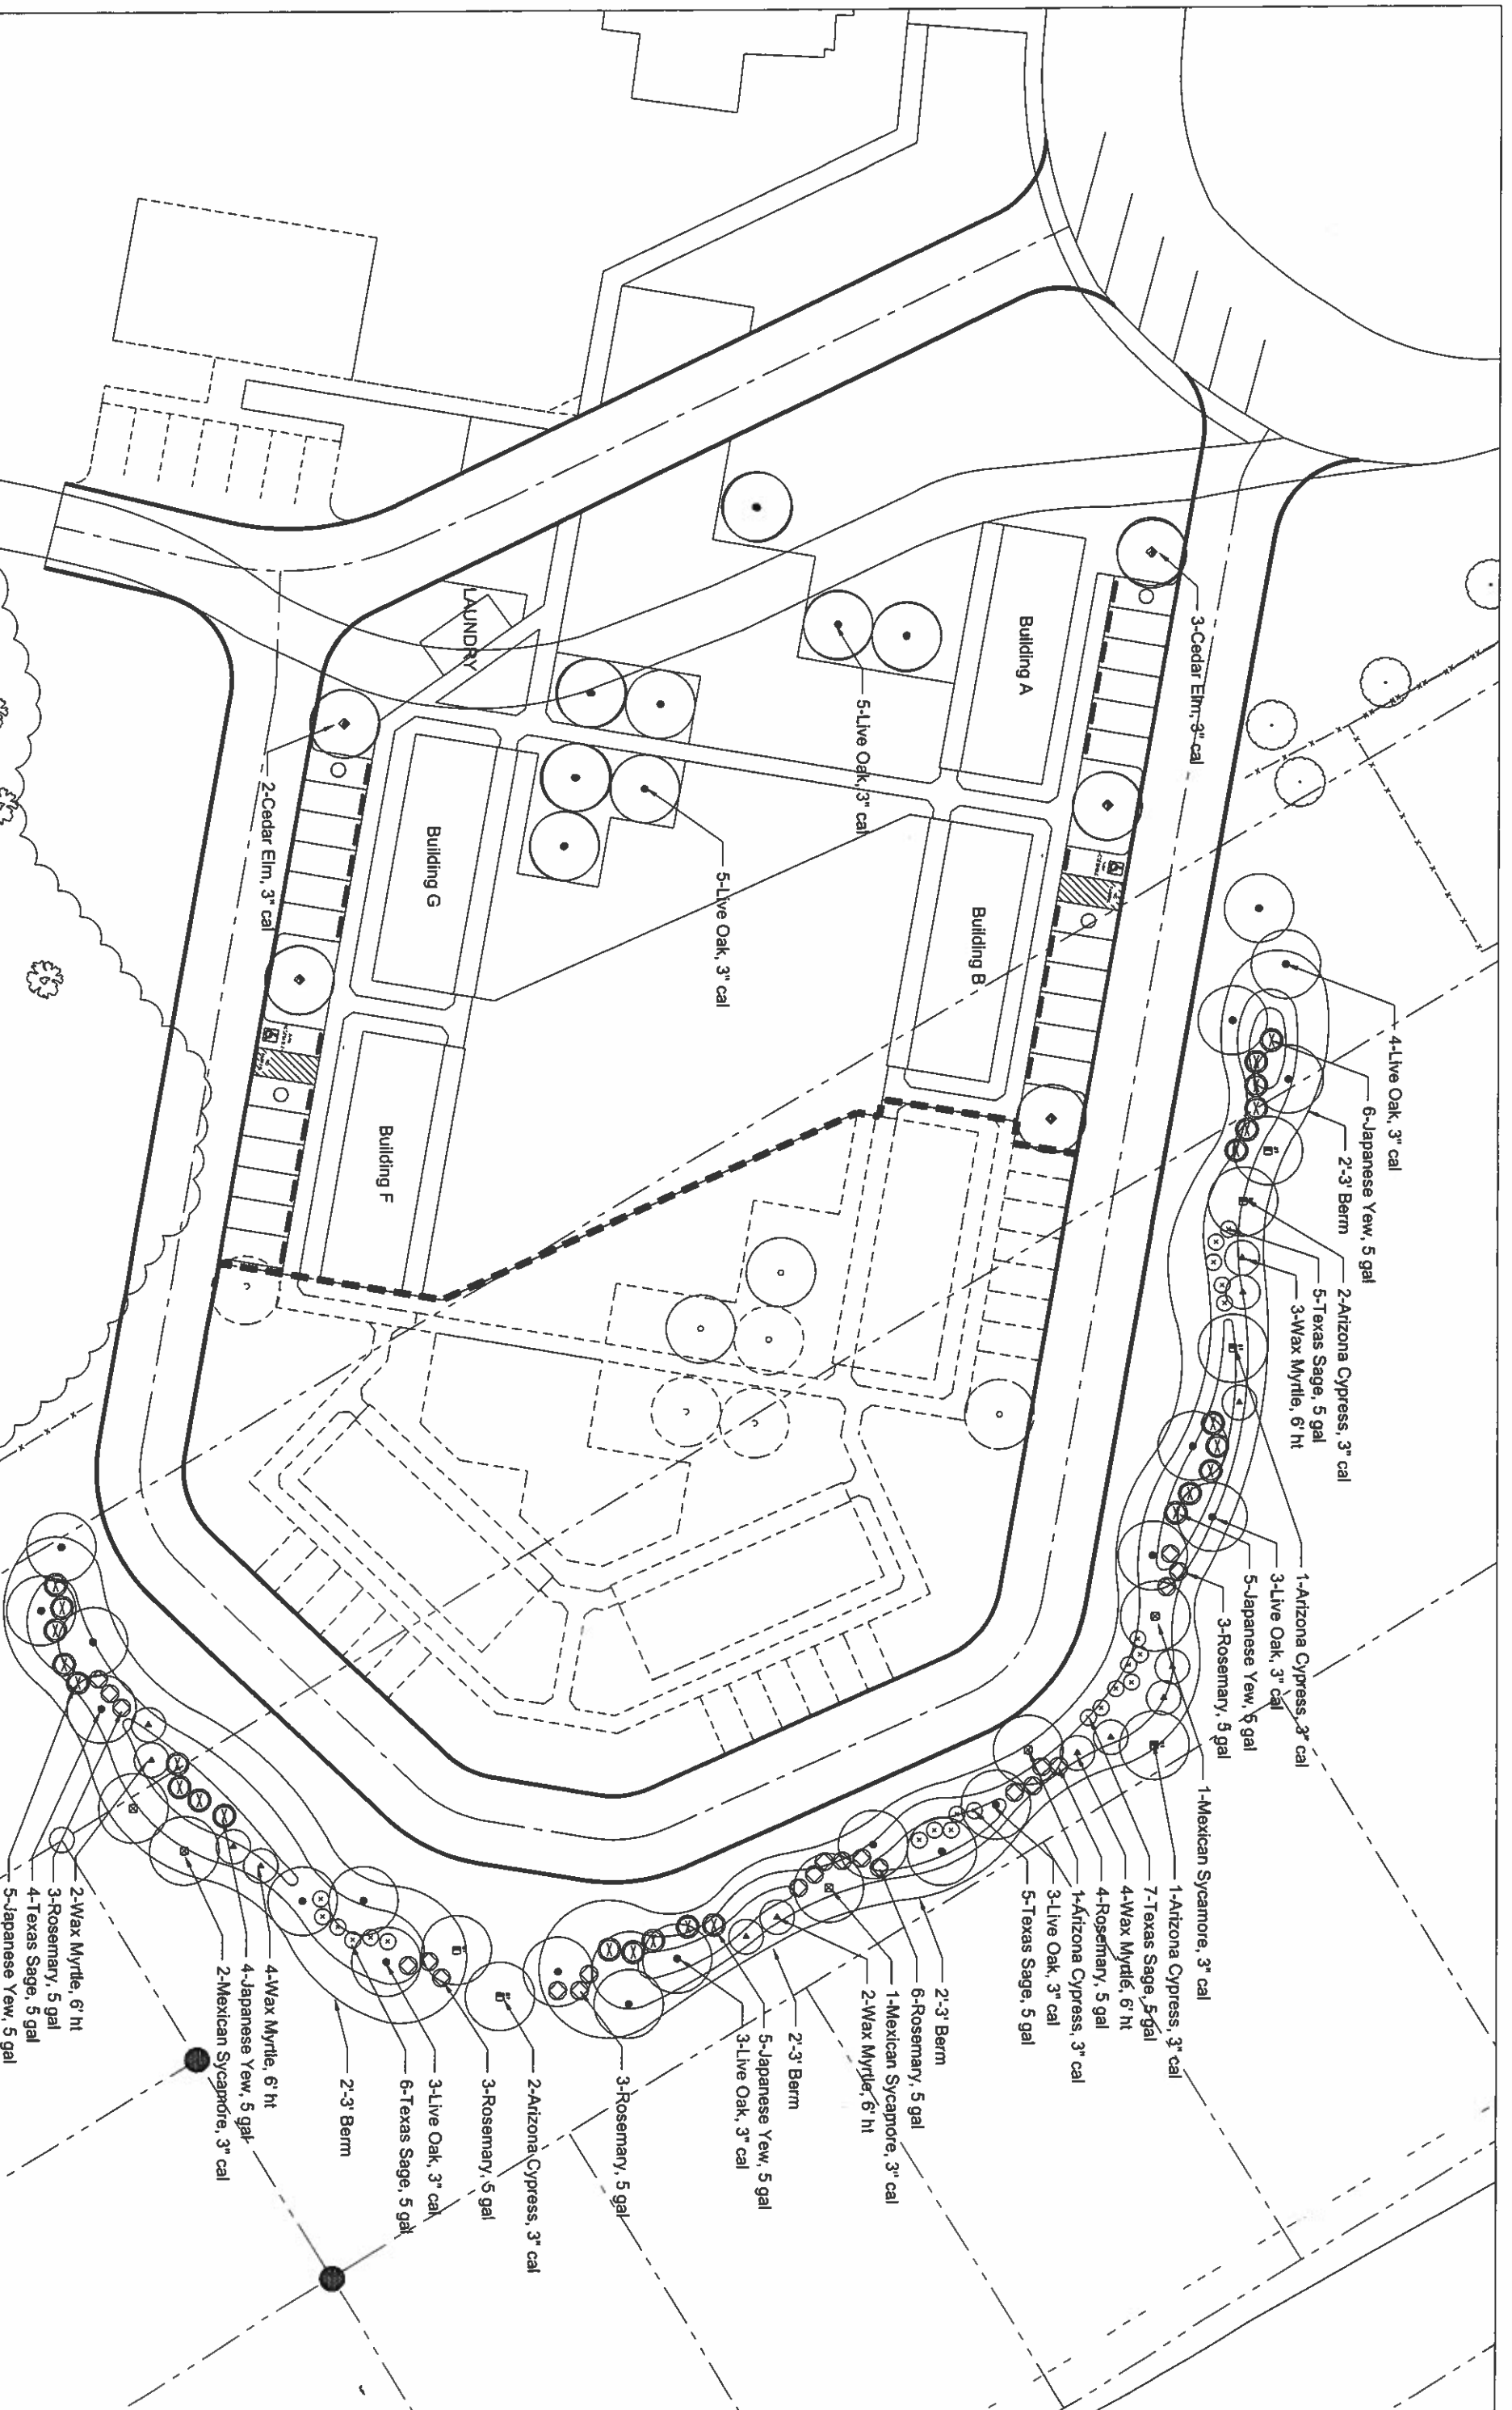 3-Cedar Elm, 3" cal
Building A
5-Live Oak, 3" cal
LAUNDRY
Building B
Building G
5-Live Oak, 3" cal
2-Cedar Elm, 3" cal
Building F
4-Live Oak, 3" cal
6-Japanese Yew, 5 gal
2'-3' Berm
2-Arizona Cypress, 3" cal
5-Texas Sage, 5 gal
3-Wax Myrtle, 6' ht
1-Arizona Cypress, 3" cal
3-Live Oak, 3" cal
5-Japanese Yew, 5 gal
3-Rosemary, 5 gal
1-Mexican Sycamore, 3" cal
1-Arizona Cypress, 3" cal
7-Texas Sage, 5 gal
4-Wax Myrtle, 6' ht
4-Rosemary, 5 gal
1-Arizona Cypress, 3" cal
3-Live Oak, 3" cal
5-Texas Sage, 5 gal
2'-3' Berm
6-Rosemary, 5 gal
1-Mexican Sycamore, 3" cal
2-Wax Myrtle, 6' ht
2'-3' Berm
5-Japanese Yew, 5 gal
3-Live Oak, 3" cal
3-Rosemary, 5 gal
2-Arizona Cypress, 3" cal
3-Rosemary, 5 gal
3-Live Oak, 3" cal
6-Texas Sage, 5 gal
2'-3' Berm
4-Wax Myrtle, 6' ht
4-Japanese Yew, 5 gal
2-Mexican Sycamore, 3" cal
2-Wax Myrtle, 6' ht
3-Rosemary, 5 gal
4-Texas Sage, 5 gal
5-Japanese Yew, 5 gal